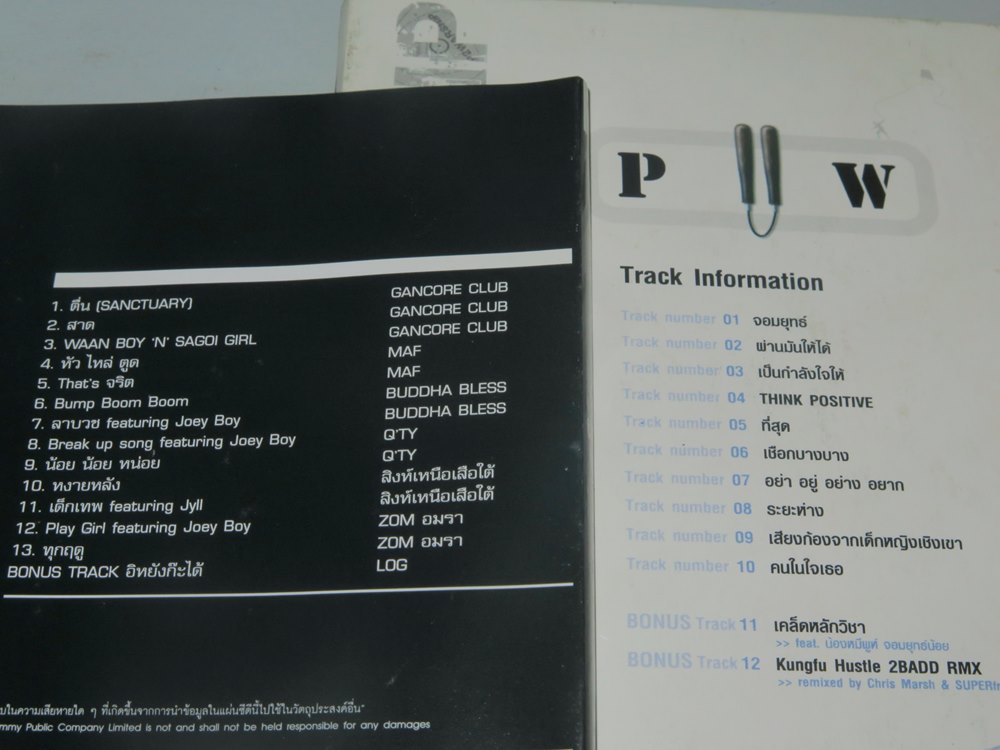 1. ตื่น (SANCTUARY) GANCORE CLUB
2. สาด GANCORE CLUB
3. WAAN BOY 'N' SAGOI GIRL GANCORE CLUB
4. หัว ไหล่ ตูด MAF
5. That's จริต MAF
6. Bump Boom Boom BUDDHA BLESS
7. ลาบวช featuring Joey Boy BUDDHA BLESS
8. Break up song featuring Joey Boy Q'TY
9. น้อย น้อย หน่อย Q'TY
10. หงายหลัง สิงห์เหนือเสือใต้
11. เด็กเทพ featuring Jyll สิงห์เหนือเสือใต้
12. Play Girl featuring Joey Boy ZOM อมรา
13. ทุกฤดู ZOM อมรา
BONUS TRACK อิหยังก๊ะได้ LOG
ในความเสียหายใด ๆ ที่เกิดขึ้นจากการนำข้อมูลในแผ่นซีดีนี้ไปใช้ในวัตถุประสงค์อื่น"
mmy Public Company Limited is not and shall not be held responsible for any damages
P W
Track Information
Track number 01 จอมยุทธ์
Track number 02 ผ่านมันให้ได้
Track number 03 เป็นกำลังใจให้
Track number 04 THINK POSITIVE
Track number 05 ที่สุด
Track number 06 เชือกบางบาง
Track number 07 อย่า อยู่ อย่าง อยาก
Track number 08 ระยะห่าง
Track number 09 เสียงก้องจากเด็กหญิงเชิงเขา
Track number 10 คนในใจเธอ
BONUS Track 11 เคล็ดหลักวิชา
>> feat. น้องหมีพูห์ จอมยุทธ์น้อย
BONUS Track 12 Kungfu Hustle 2BADD RMX
>> remixed by Chris Marsh & SUPER